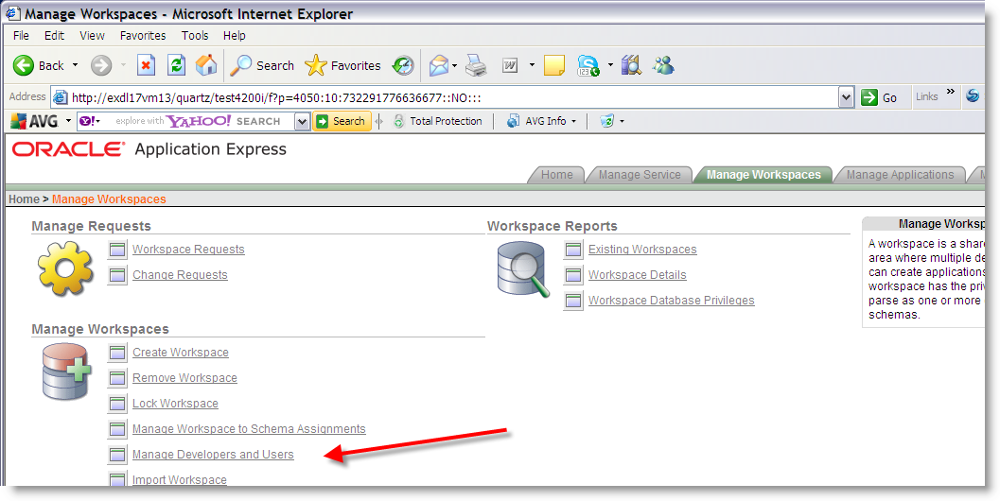 Manage Workspaces - Microsoft Internet Explorer
File Edit View Favorites Tools Help
Back Search Favorites
Address http://exdl17vm13/quartz/test4200i/f?p=4050:10:732291776636677::NO::: Go Links »
AVG Y! explore with YAHOO! SEARCH Search Total Protection AVG Info
ORACLE Application Express
Home Manage Service Manage Workspaces Manage Applications
Home > Manage Workspaces
Manage Requests
Workspace Requests
Change Requests
Manage Workspaces
Create Workspace
Remove Workspace
Lock Workspace
Manage Workspace to Schema Assignments
Manage Developers and Users
Import Workspace
Workspace Reports
Existing Workspaces
Workspace Details
Workspace Database Privileges
Manage Worksp
A workspace is a shar
area where multiple de
can create applications
workspace has the priv
parse as one or more
schemas.